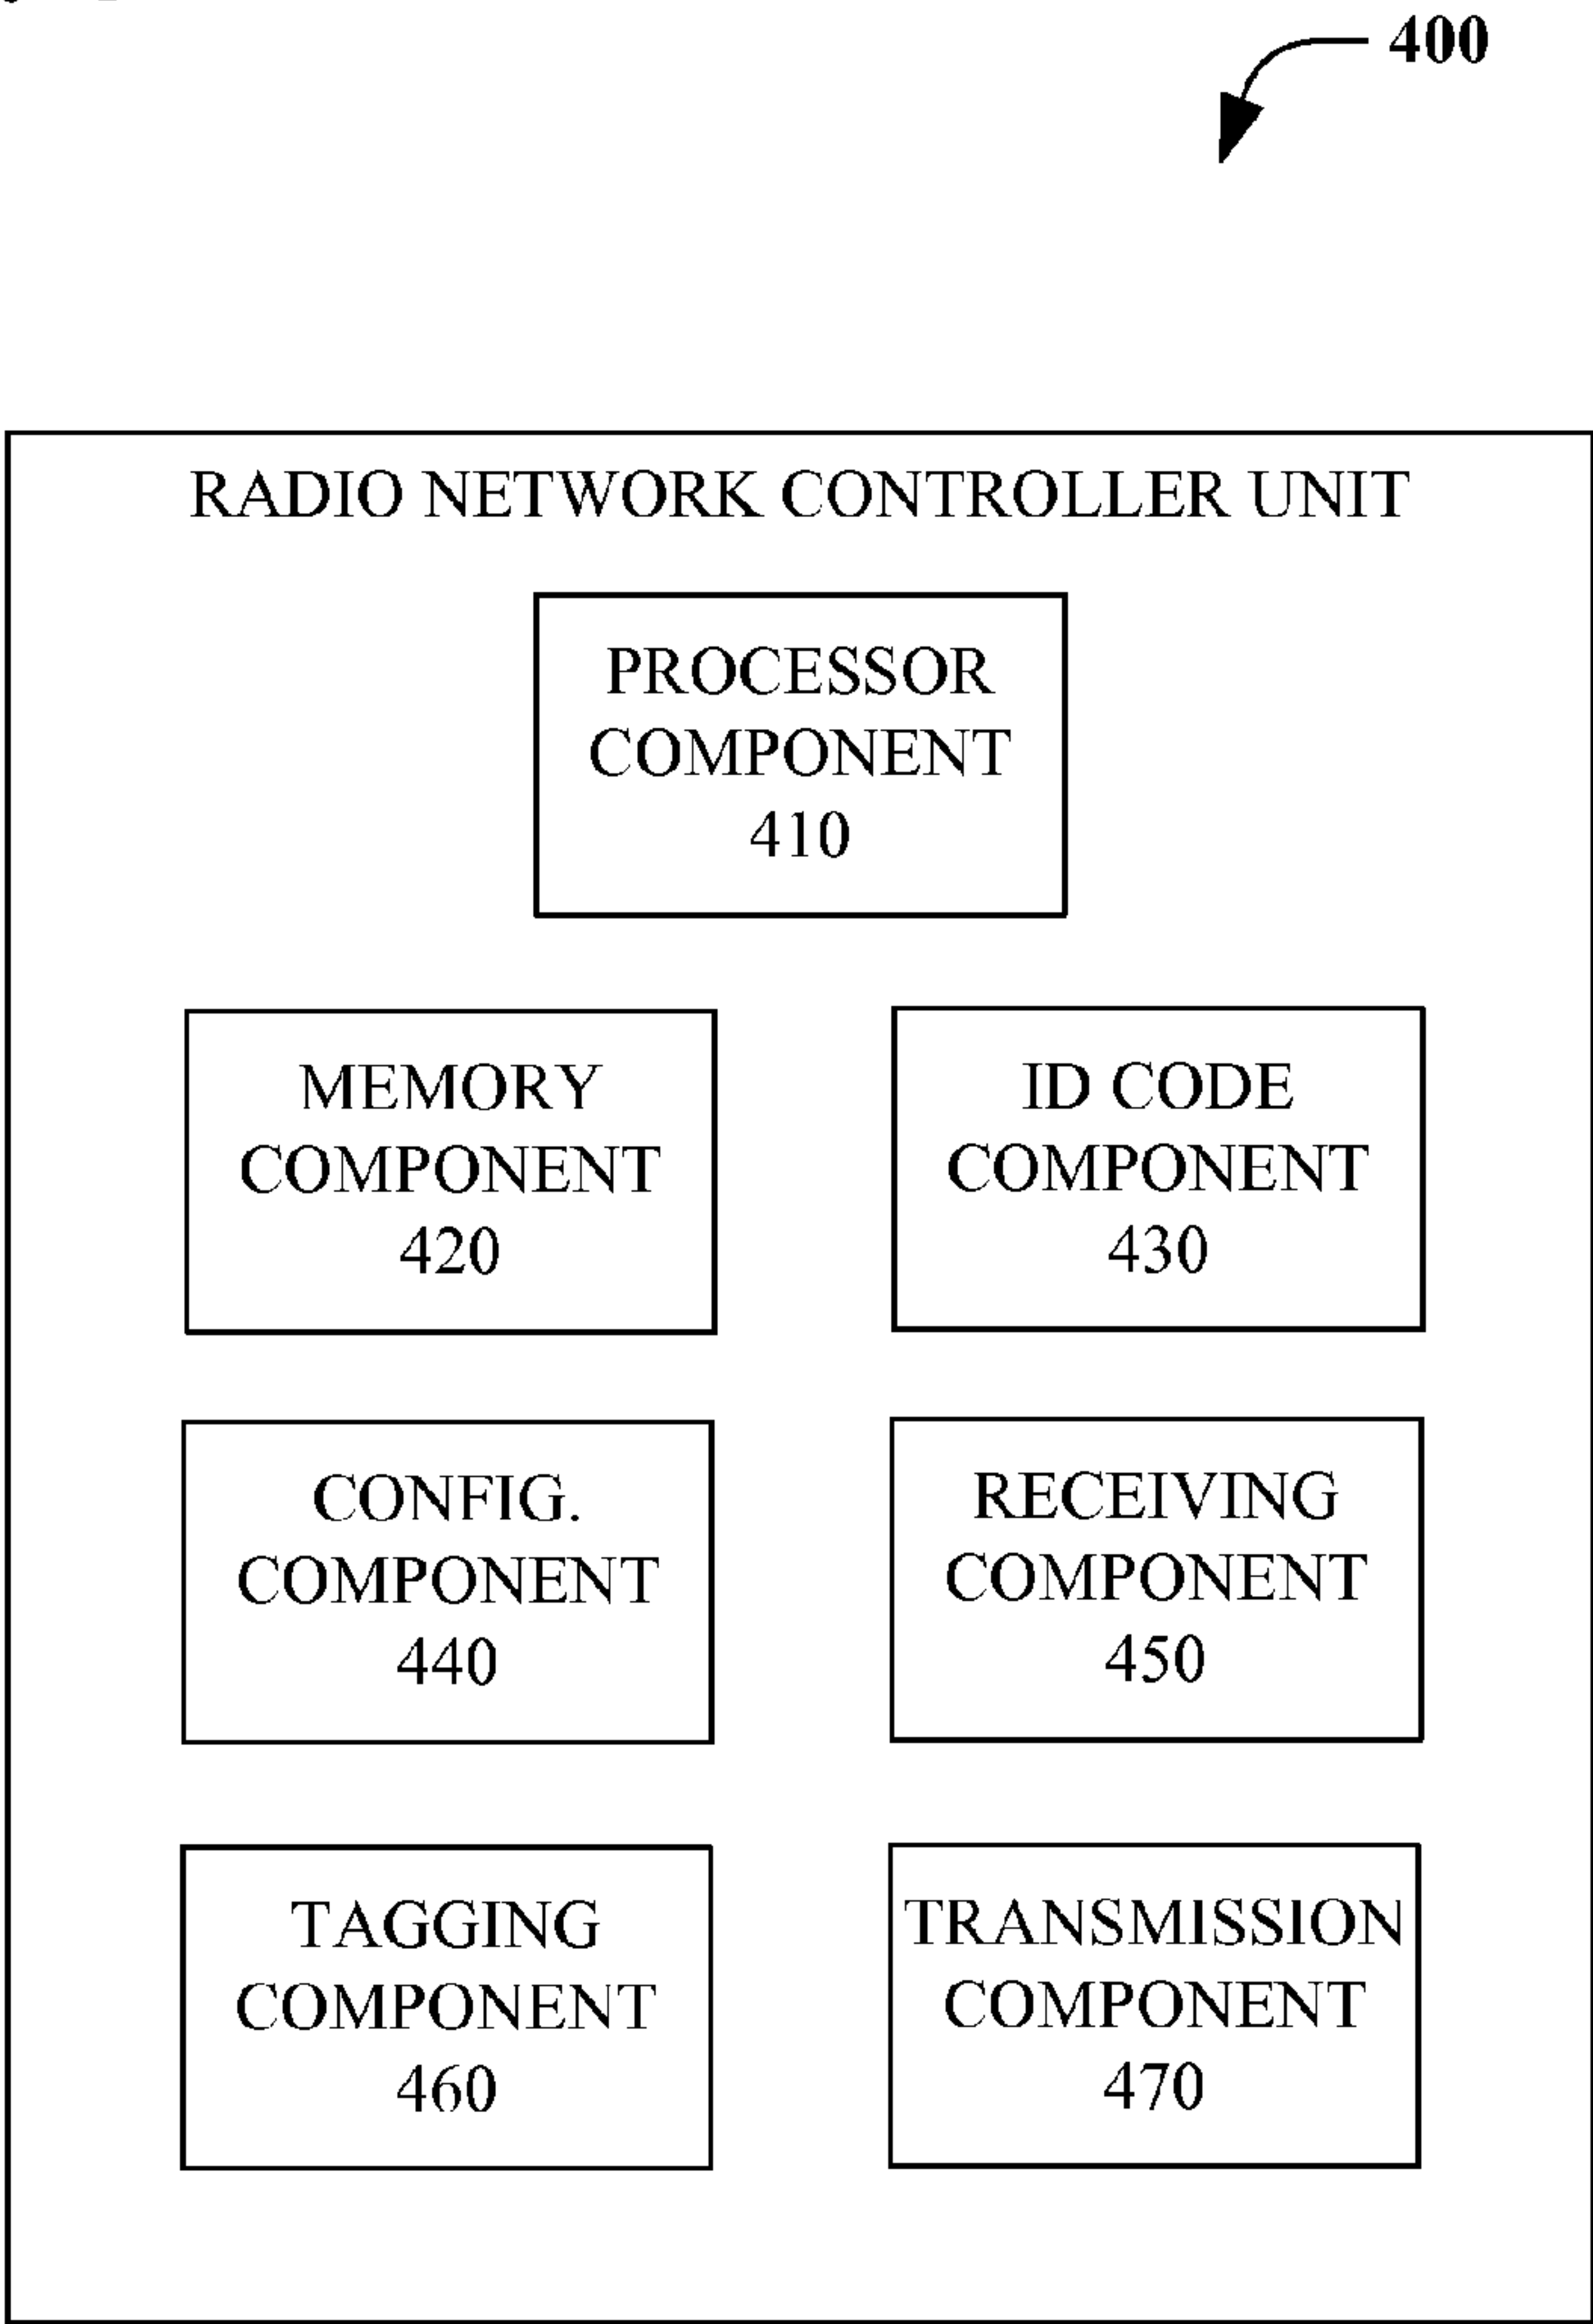 400
RADIO NETWORK CONTROLLER UNIT
PROCESSOR
COMPONENT
410
MEMORY
COMPONENT
420
ID CODE
COMPONENT
430
CONFIG.
COMPONENT
440
RECEIVING
COMPONENT
450
TAGGING
COMPONENT
460
TRANSMISSION
COMPONENT
470